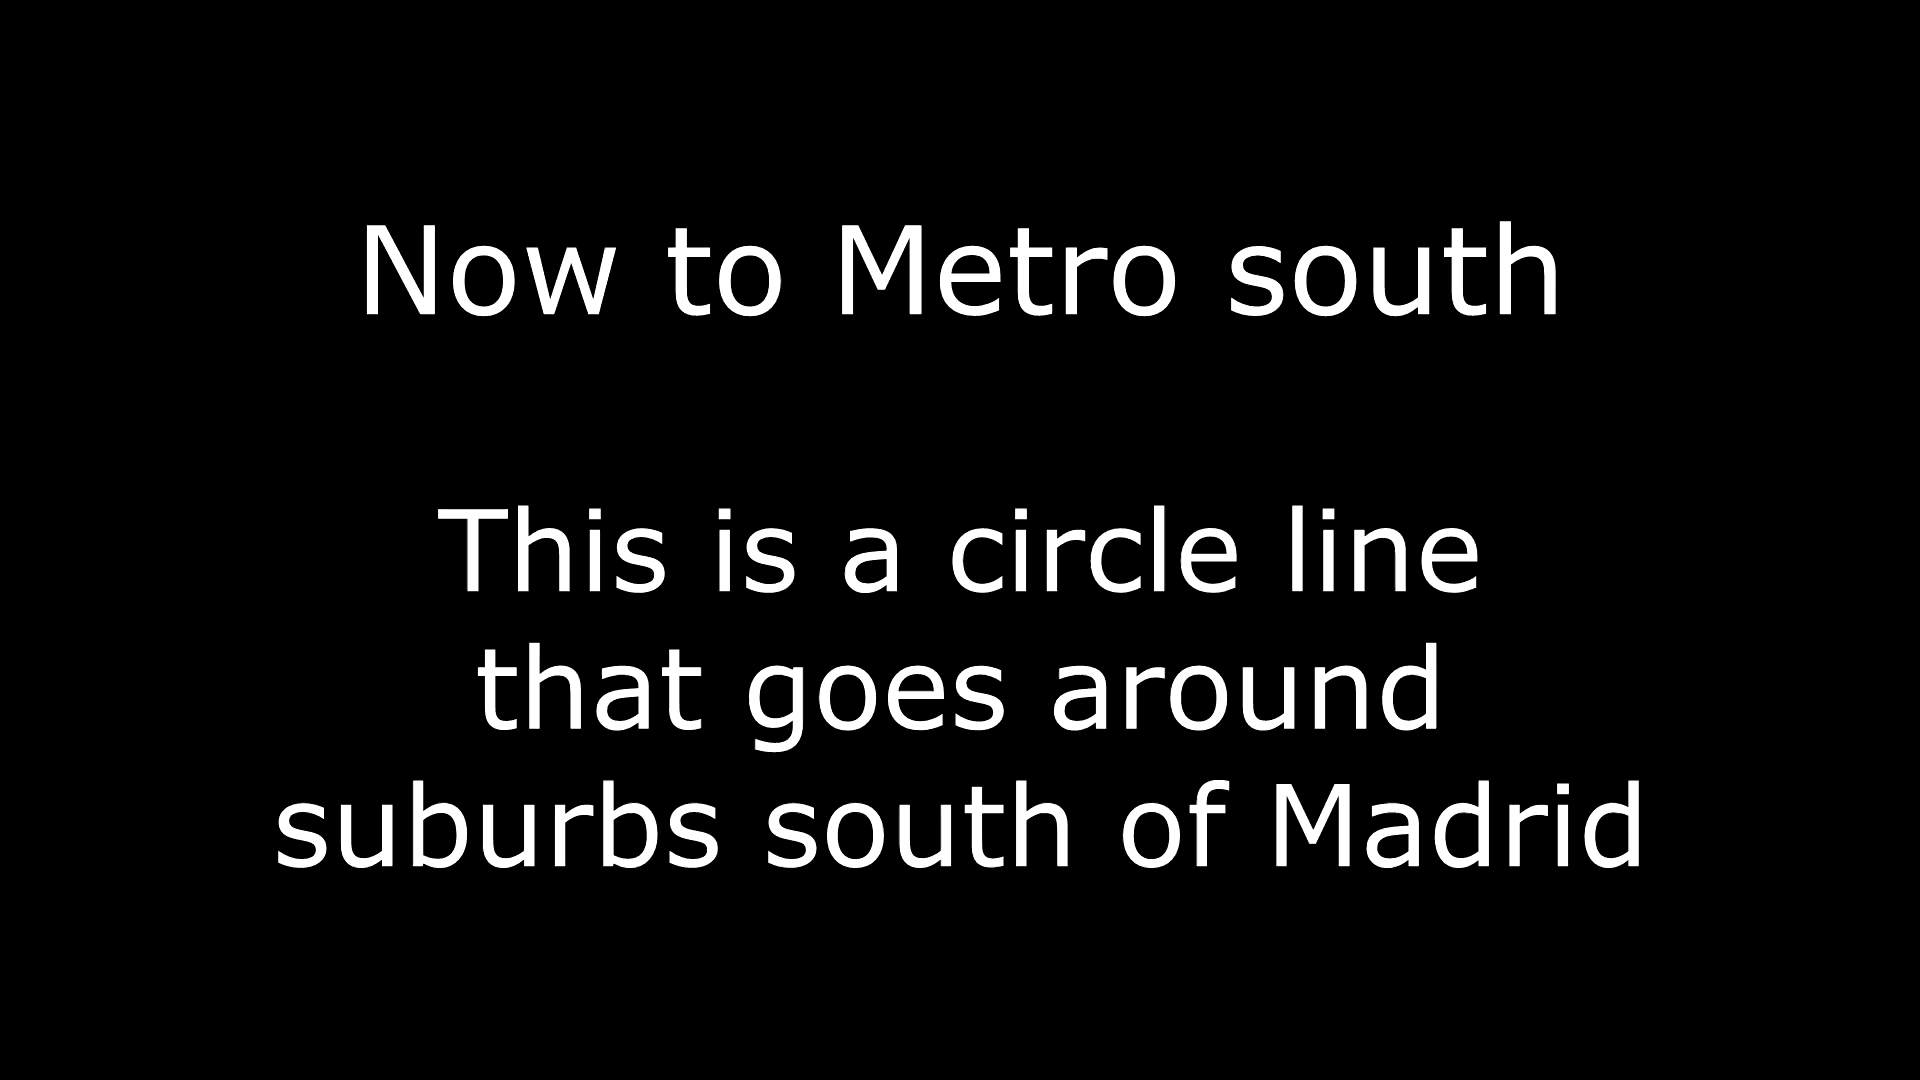 Now to Metro south
This is a circle line
that goes around
suburbs south of Madrid